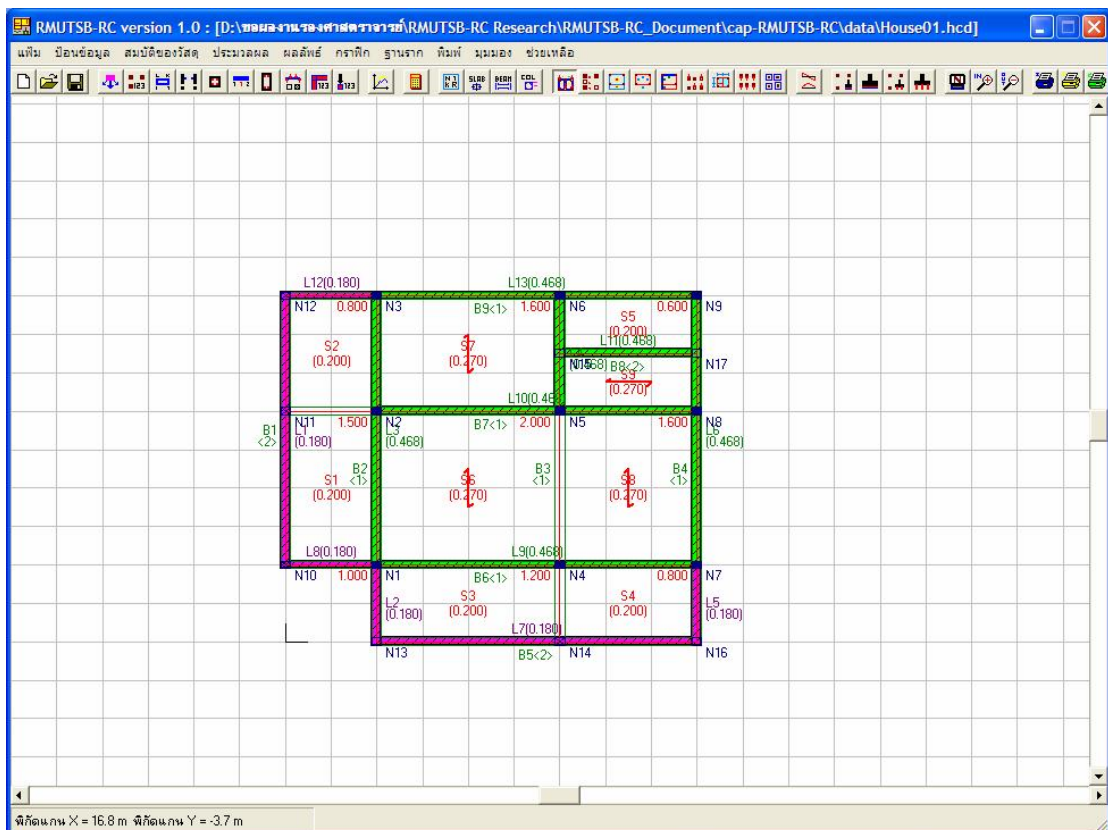 RMUTSB-RC version 1.0 : [D:\ขอผลงานรองศาสตราจารย์\RMUTSB-RC Research\RMUTSB-RC_Document\cap-RMUTSB-RC\data\House01.hcd]
แฟ้ม ป้อนข้อมูล สมบัติของวัสดุ ประมวลผล ผลลัพธ์ กราฟิก ฐานราก พิมพ์ มุมมอง ช่วยเหลือ
SLAB BEAM COL
L12(0.180) L13(0.468)
N12 0.800 N3 B9<1> 1.600 N6 0.600 N9
S5
(0.200)
S2
(0.200)
S7
(0.270)
L11(0.468)
B8<2> N17
S9
(0.270)
L10(0.468)
N11 1.500 N2 B7<1> 2.000 N5 1.600 N8
B1
<2>
L1
(0.180)
L3
(0.468)
L6
(0.468)
S1
(0.200)
B2
<1>
S6
(0.270)
B3
<1>
S8
(0.270)
B4
<1>
L8(0.180) L9(0.468)
N10 1.000 N1 B6<1> 1.200 N4 0.800 N7
L2
(0.180)
S3
(0.200)
S4
(0.200)
L5
(0.180)
L7(0.180)
N13 B5<2> N14 N16
พิกัดแกน X = 16.8 m พิกัดแกน Y = -3.7 m